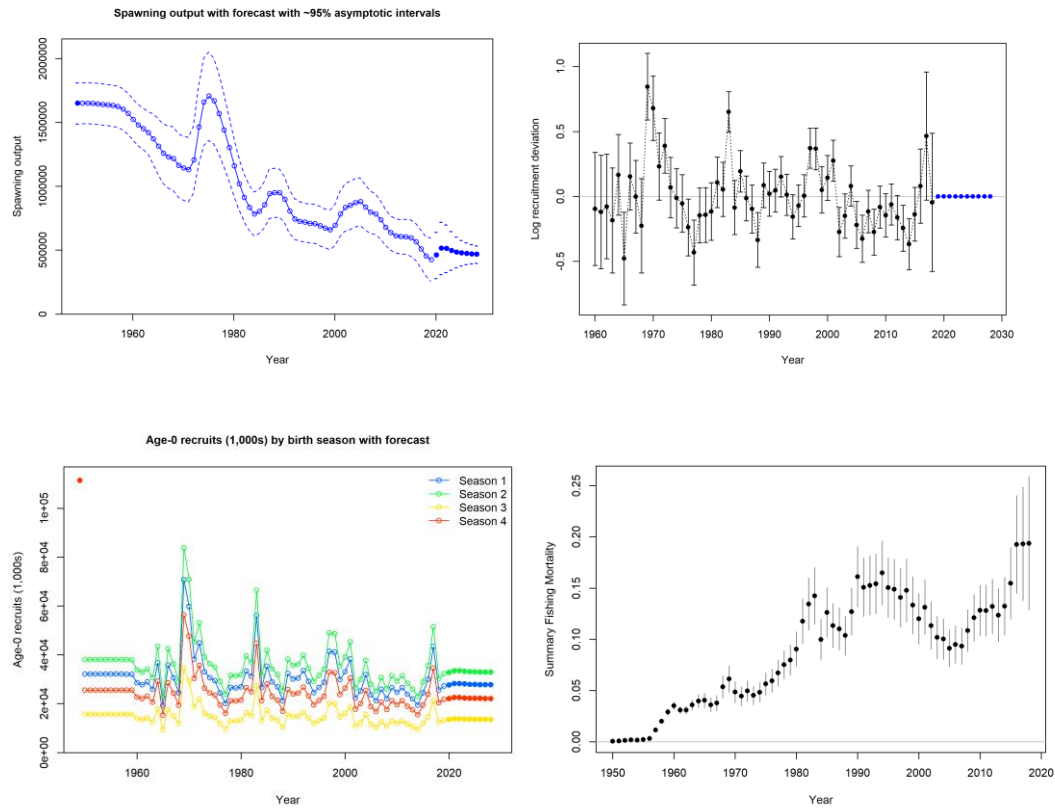 Spawning output with forecast with ~95% asymptotic intervals
Spawning output
0
500000
1000000
1500000
2000000
1960
1980
2000
2020
Year
Log recruitment deviation
-0.5
0.0
0.5
1.0
1960
1970
1980
1990
2000
2010
2020
2030
Year
Age-0 recruits (1,000s) by birth season with forecast
Season 1
Season 2
Season 3
Season 4
Age-0 recruits (1,000s)
0e+00
2e+04
4e+04
6e+04
8e+04
1e+05
1960
1980
2000
2020
Year
Summary Fishing Mortality
0.00
0.05
0.10
0.15
0.20
0.25
1950
1960
1970
1980
1990
2000
2010
2020
Year